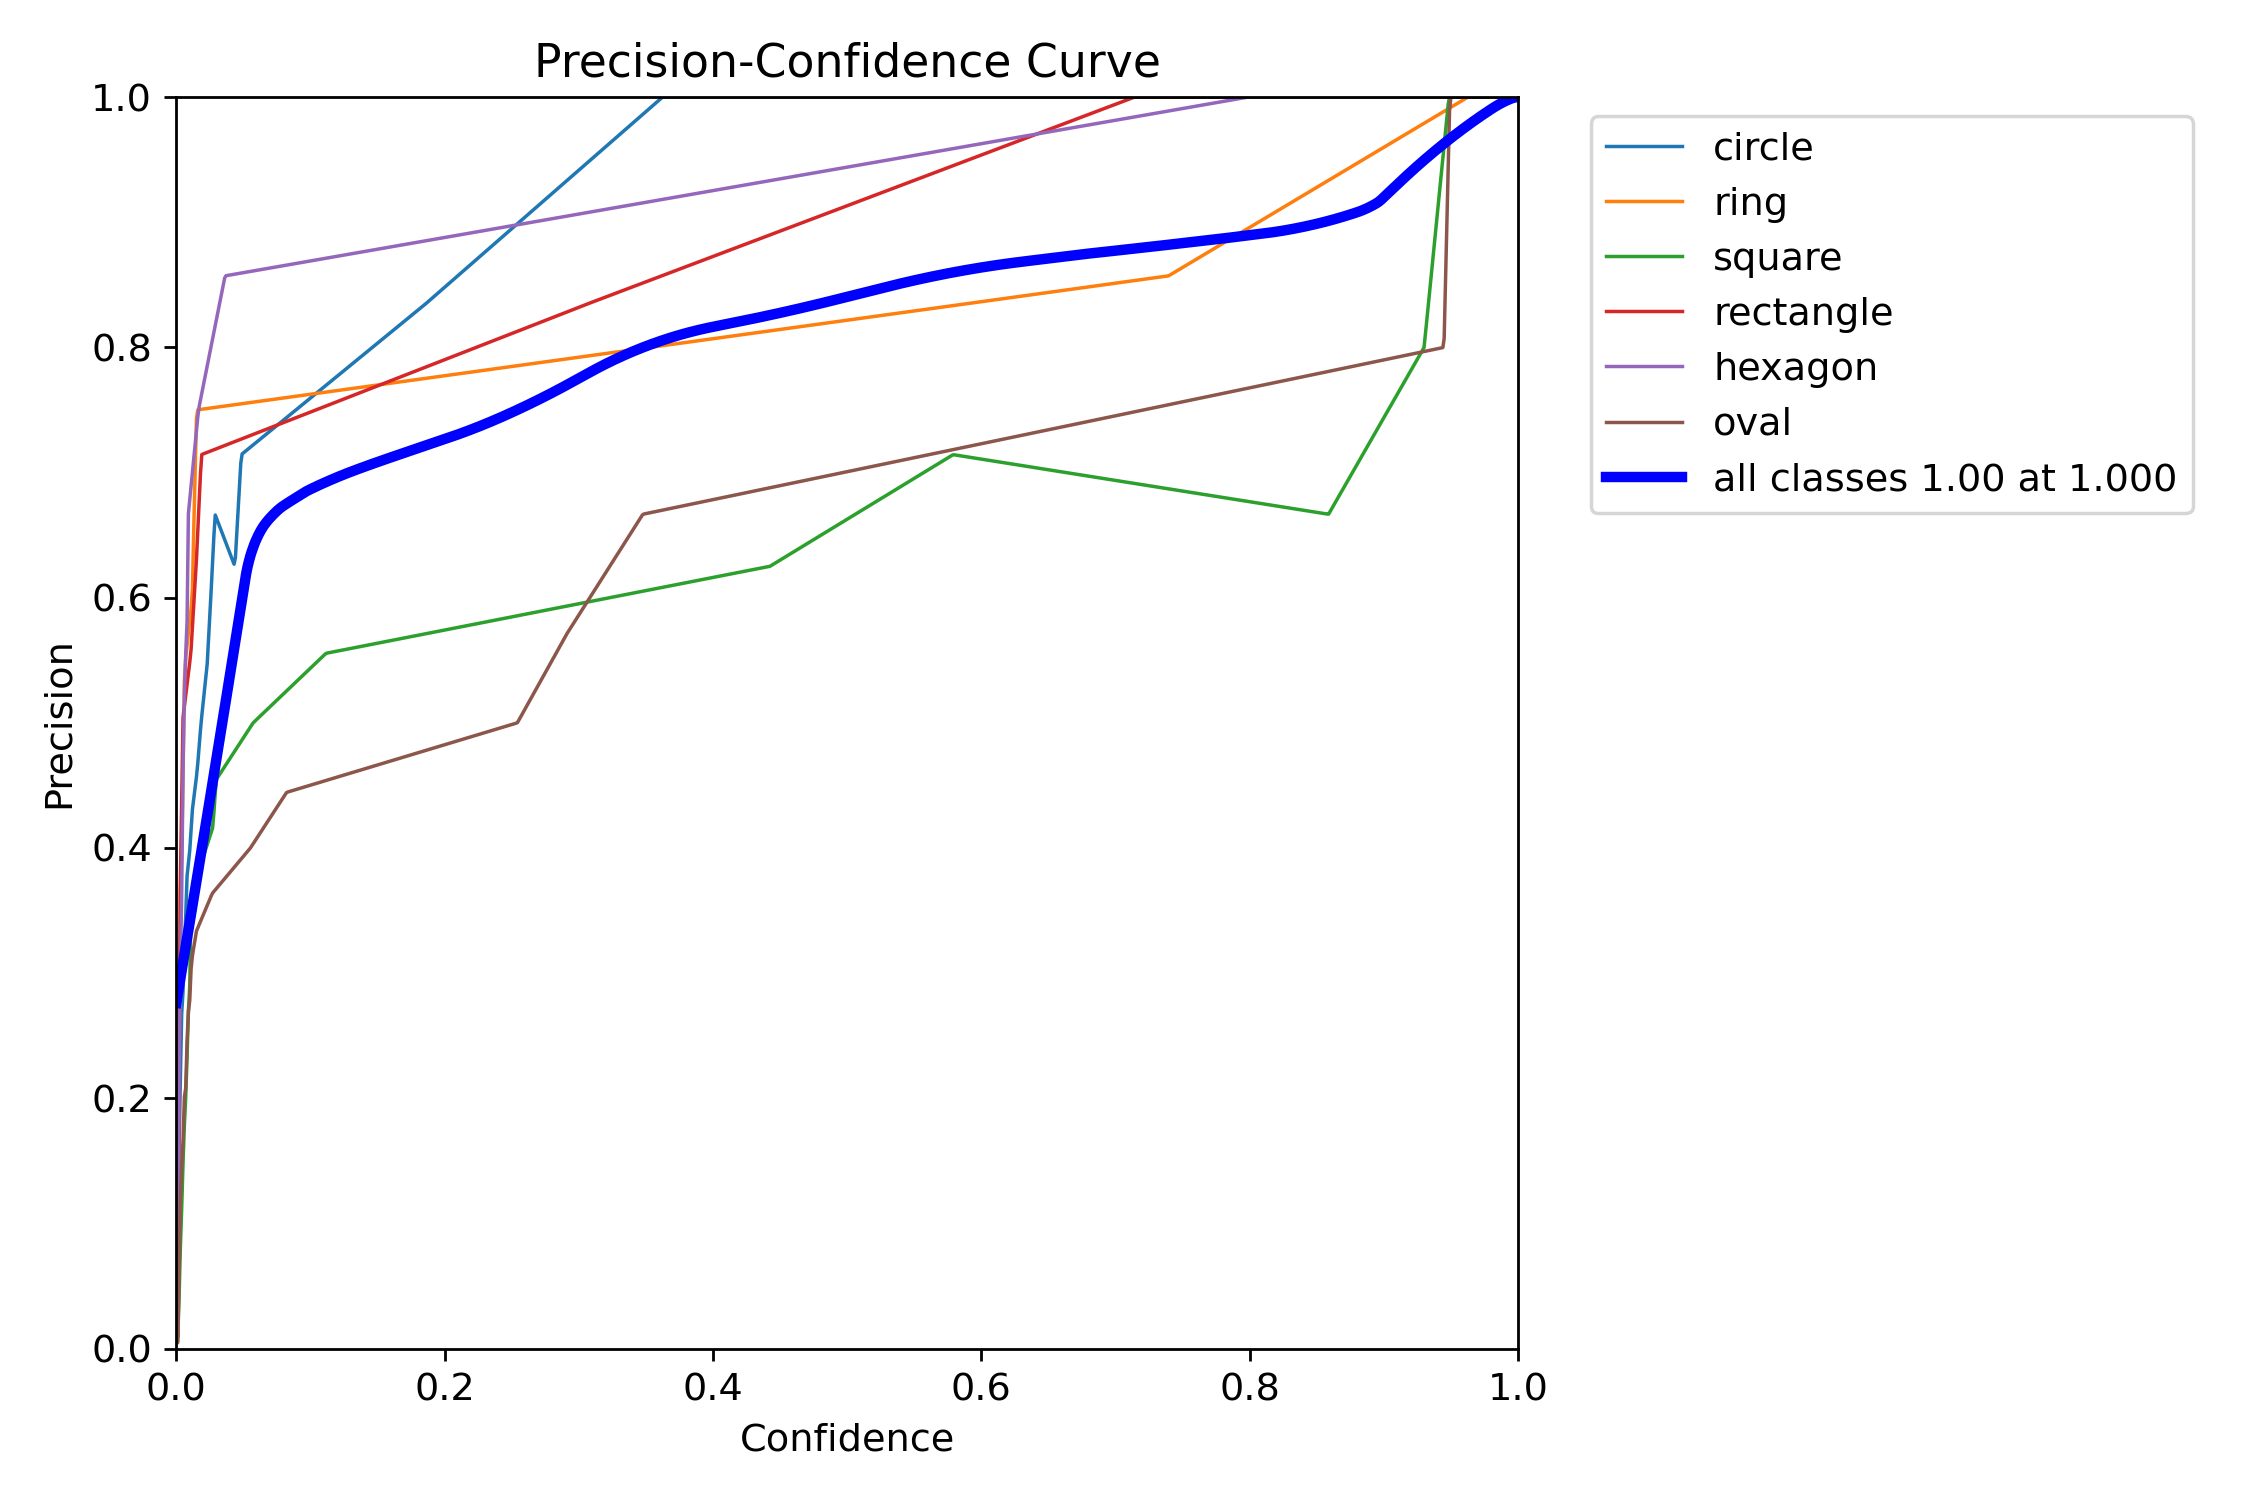 Precision-Confidence Curve
1.0
0.8
0.6
0.4
0.2
0.0
Precision
0.0 0.2 0.4 0.6 0.8 1.0
Confidence
circle
ring
square
rectangle
hexagon
oval
all classes 1.00 at 1.000